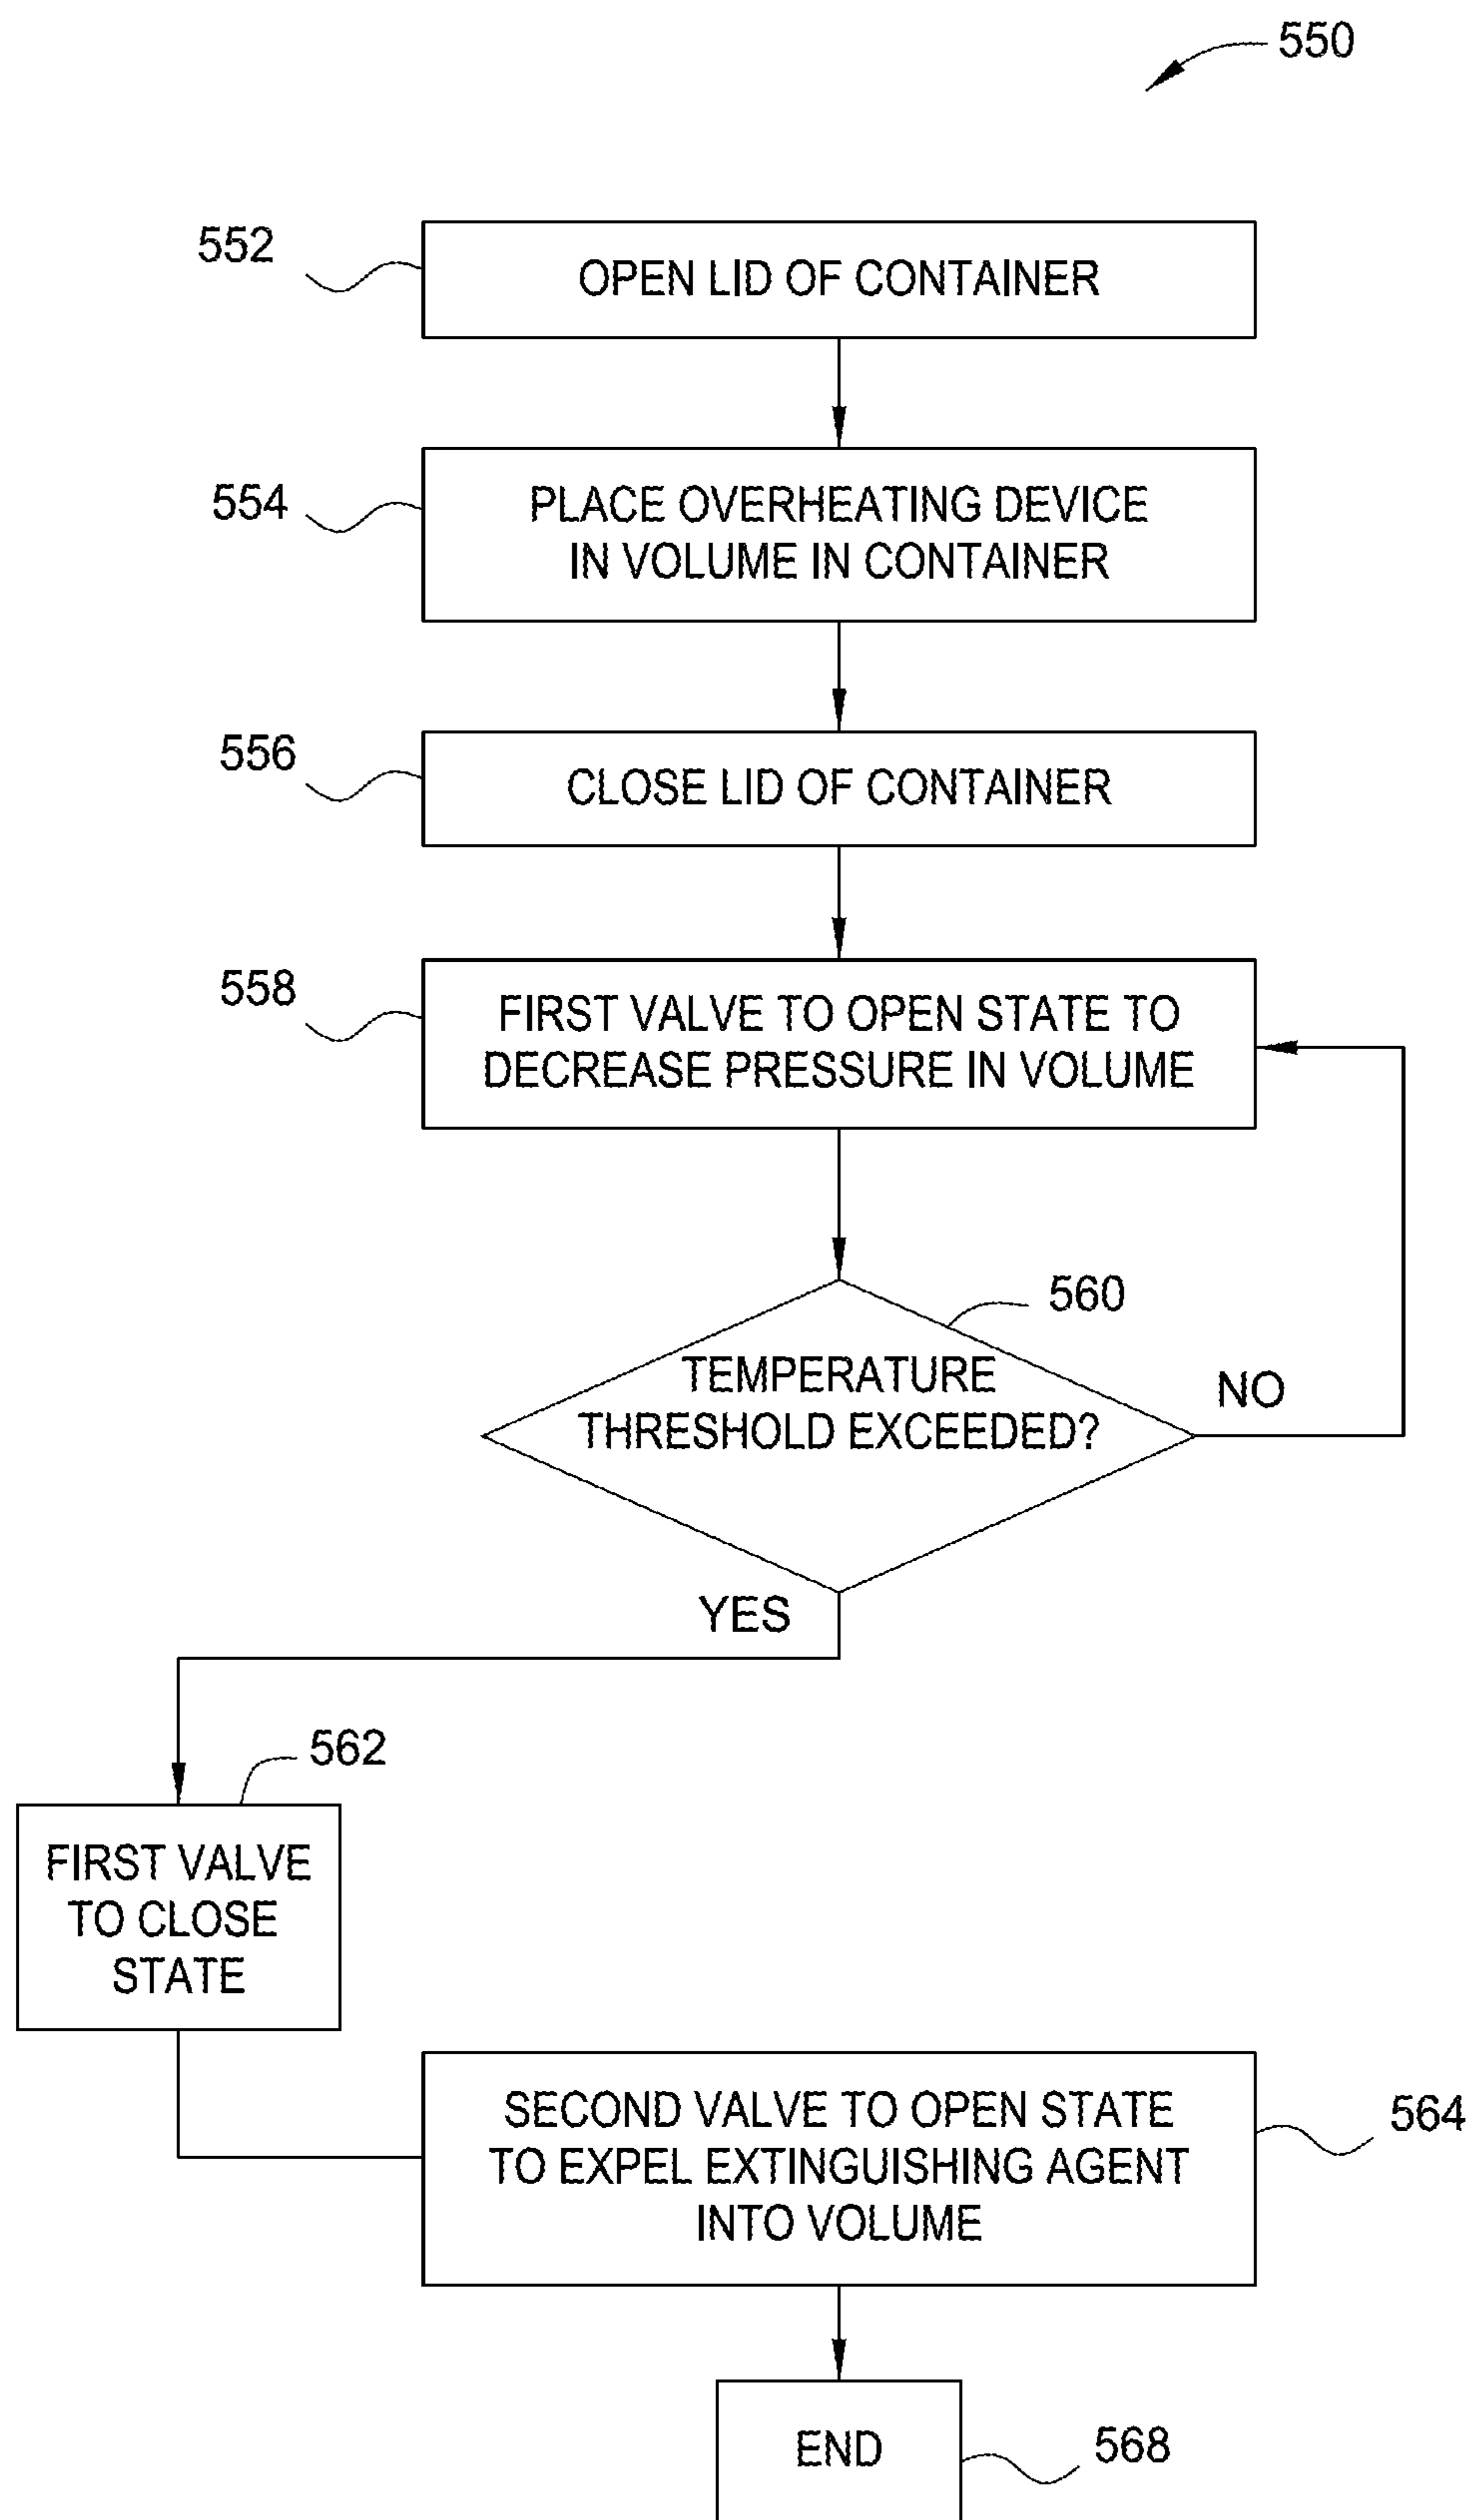 550
552
OPEN LID OF CONTAINER
554
PLACE OVERHEATING DEVICE
IN VOLUME IN CONTAINER
556
CLOSE LID OF CONTAINER
558
FIRST VALVE TO OPEN STATE TO
DECREASE PRESSURE IN VOLUME
560
TEMPERATURE
THRESHOLD EXCEEDED?
NO
YES
562
FIRST VALVE
TO CLOSE
STATE
SECOND VALVE TO OPEN STATE
TO EXPEL EXTINGUISHING AGENT
INTO VOLUME
564
END
568